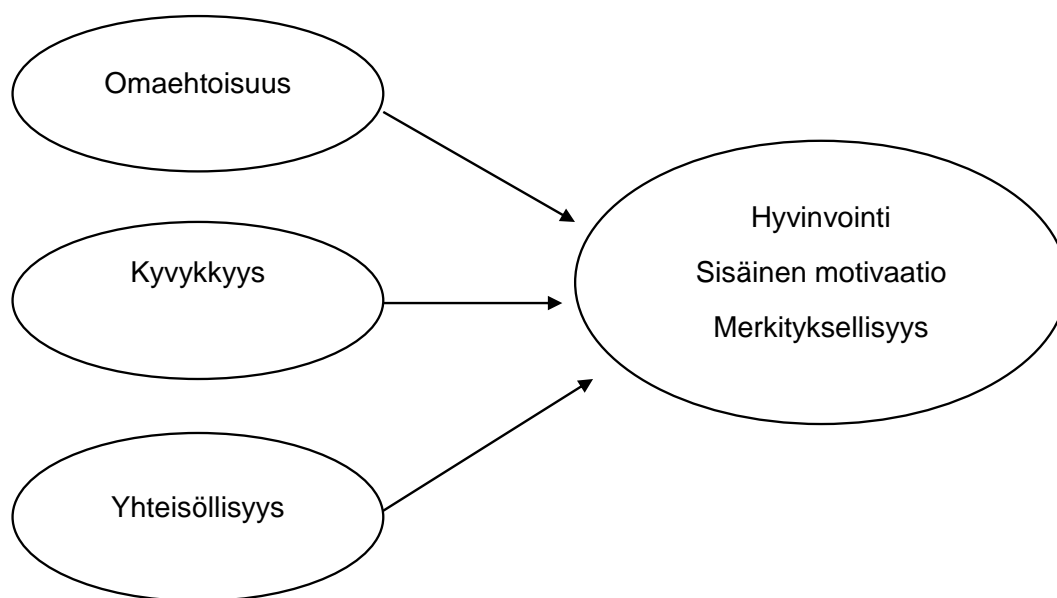 Omaehtoisuus
Kyvykkyys
Yhteisöllisyys
Hyvinvointi
Sisäinen motivaatio
Merkityksellisyys